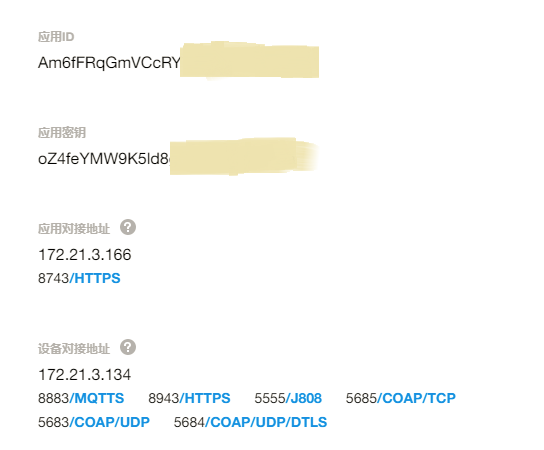 应用ID
Am6fFRqGmVCcRY
应用密钥
oZ4feYMW9K5ld8
应用对接地址 ?
172.21.3.166
8743/HTTPS
设备对接地址 ?
172.21.3.134
8883/MQTTS 8943/HTTPS 5555/J808 5685/COAP/TCP
5683/COAP/UDP 5684/COAP/UDP/DTLS